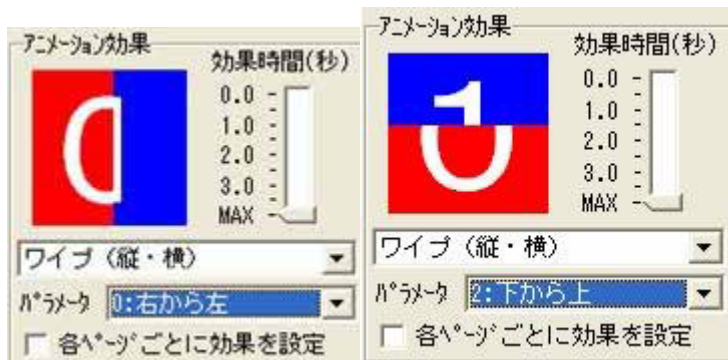 アニメーション効果
効果時間(秒)
0.0
1.0
2.0
3.0
MAX
ワイプ (縦・横)
パラメータ 0:右から左
各ページごとに効果を設定
アニメーション効果
効果時間(秒)
0.0
1.0
2.0
3.0
MAX
1
ワイプ (縦・横)
パラメータ 2:下から上
各ページごとに効果を設定